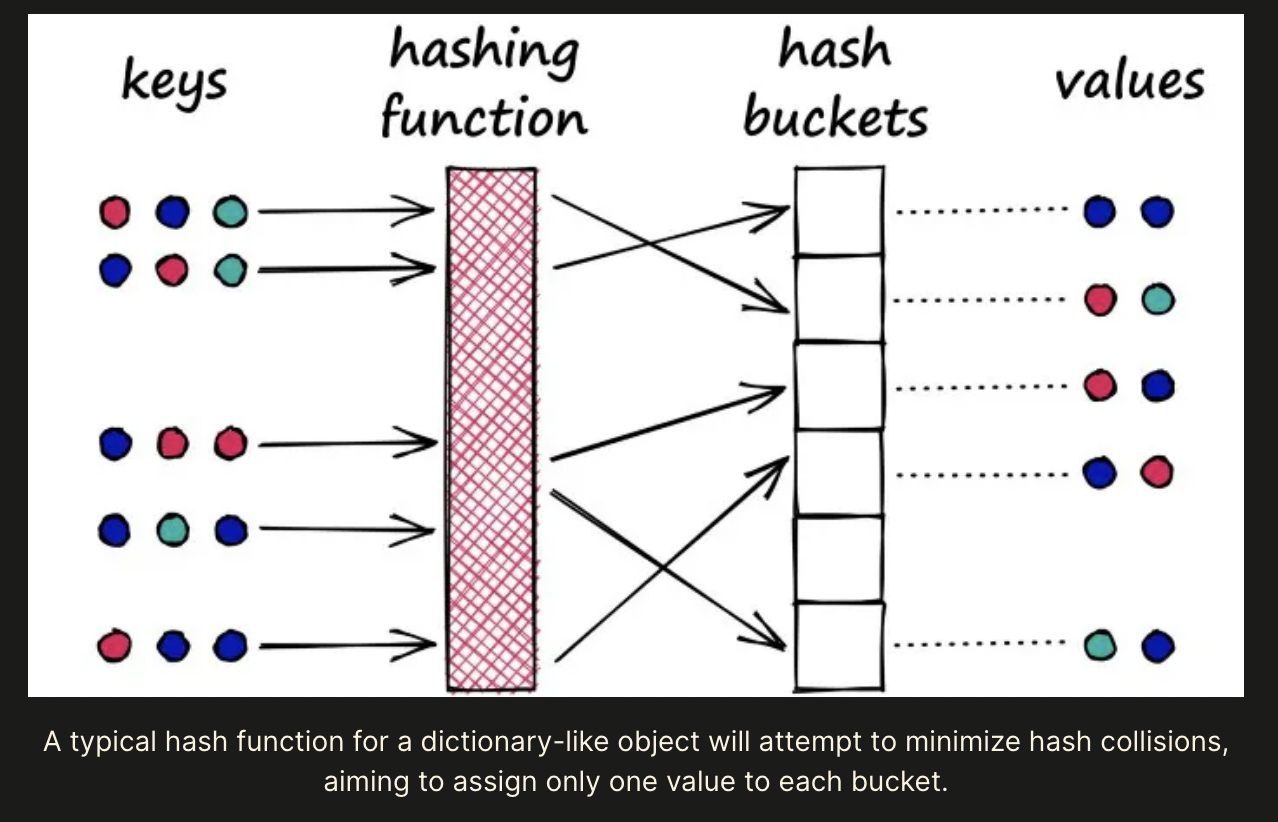 keys
hashing
function
hash
buckets
values
A typical hash function for a dictionary-like object will attempt to minimize hash collisions,
aiming to assign only one value to each bucket.